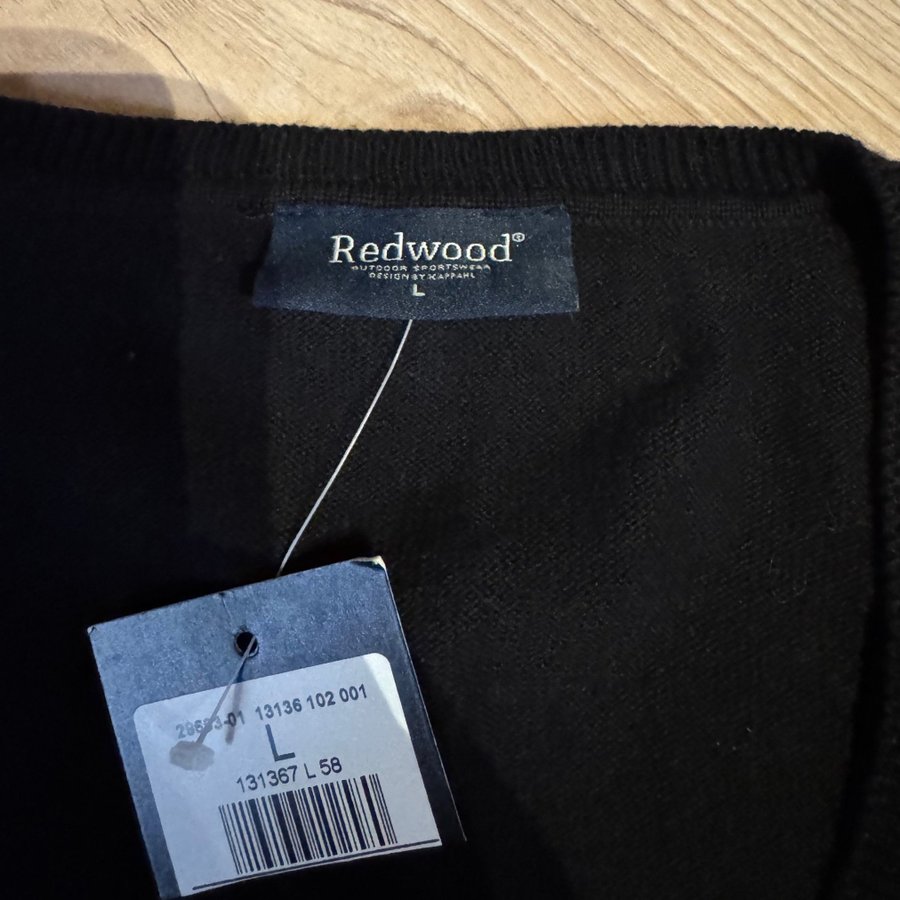 Redwood®
OUTDOOR SPORTSWEAR
DESIGN BY KAPPAHL
L
13136 102 001
L
131367 L 58